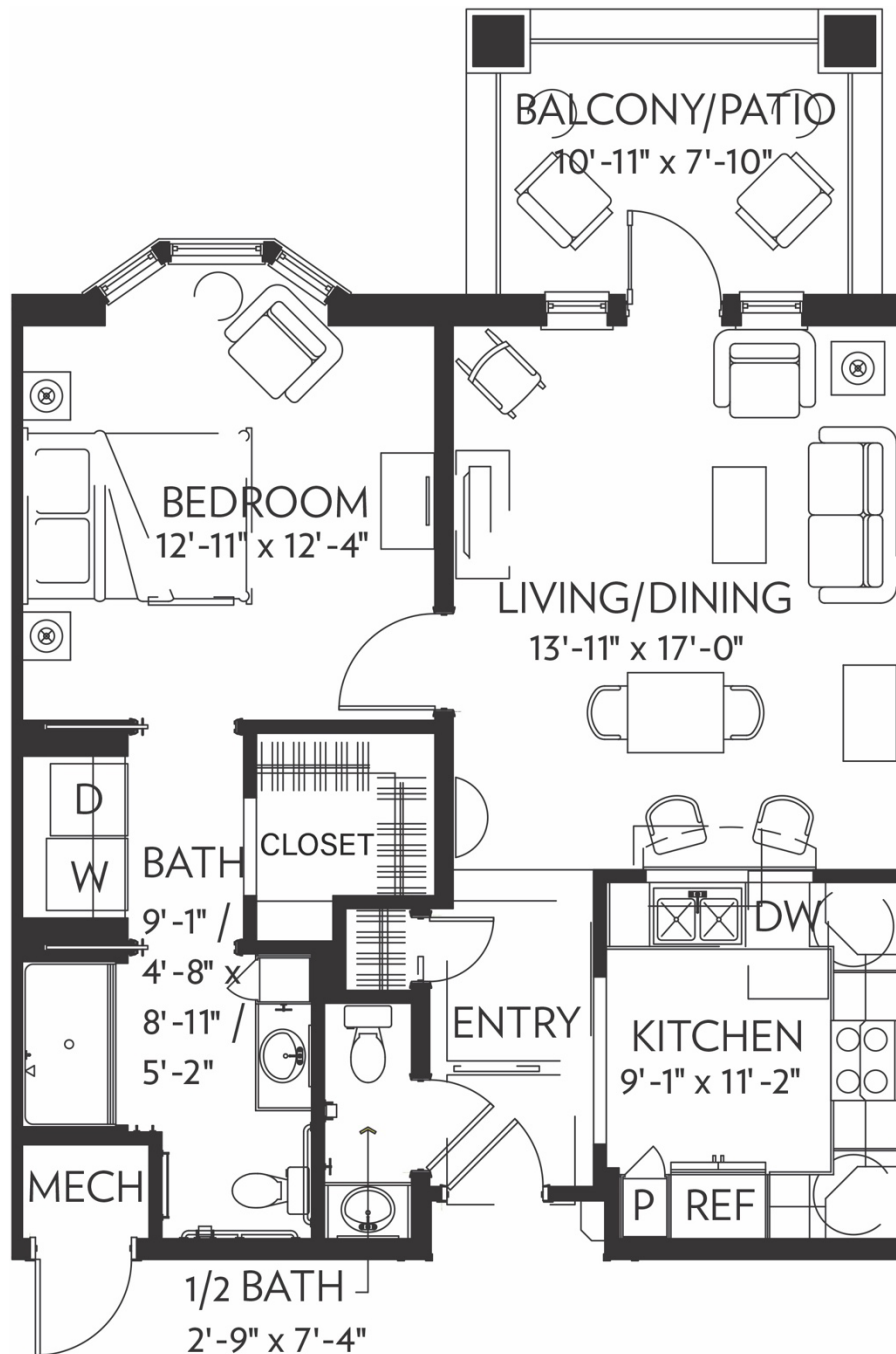 BALCONY/PATIO
10'-11" x 7'-10"
BEDROOM
12'-11" x 12'-4"
LIVING/DINING
13'-11" x 17'-0"
D
W
CLOSET
BATH
9'-1" /
4'-8" x
8'-11" /
5'-2"
DW
ENTRY
KITCHEN
9'-1" x 11'-2"
MECH
P
REF
1/2 BATH
2'-9" x 7'-4"